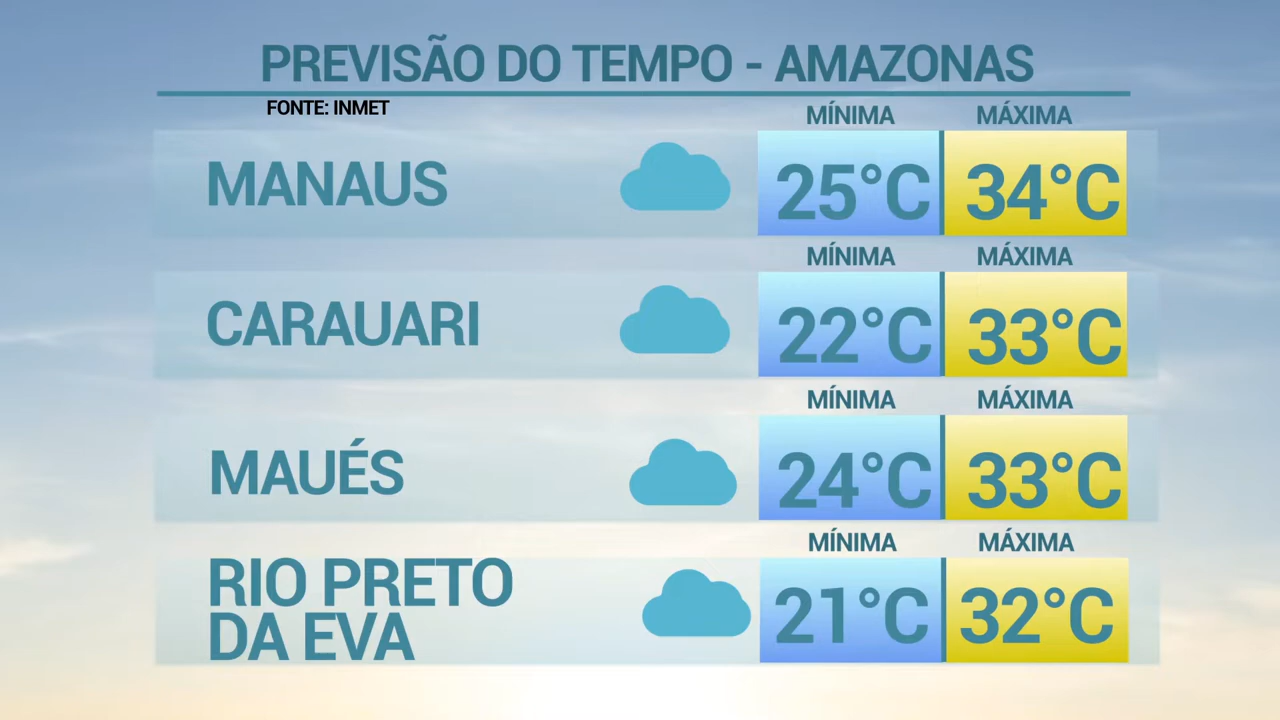 PREVISÃO DO TEMPO - AMAZONAS
FONTE: INMET
MÍNIMA MÁXIMA
MANAUS 25°C 34°C
MÍNIMA MÁXIMA
CARAUARI 22°C 33°C
MÍNIMA MÁXIMA
MAUÉS 24°C 33°C
MÍNIMA MÁXIMA
RIO PRETO
DA EVA 21°C 32°C